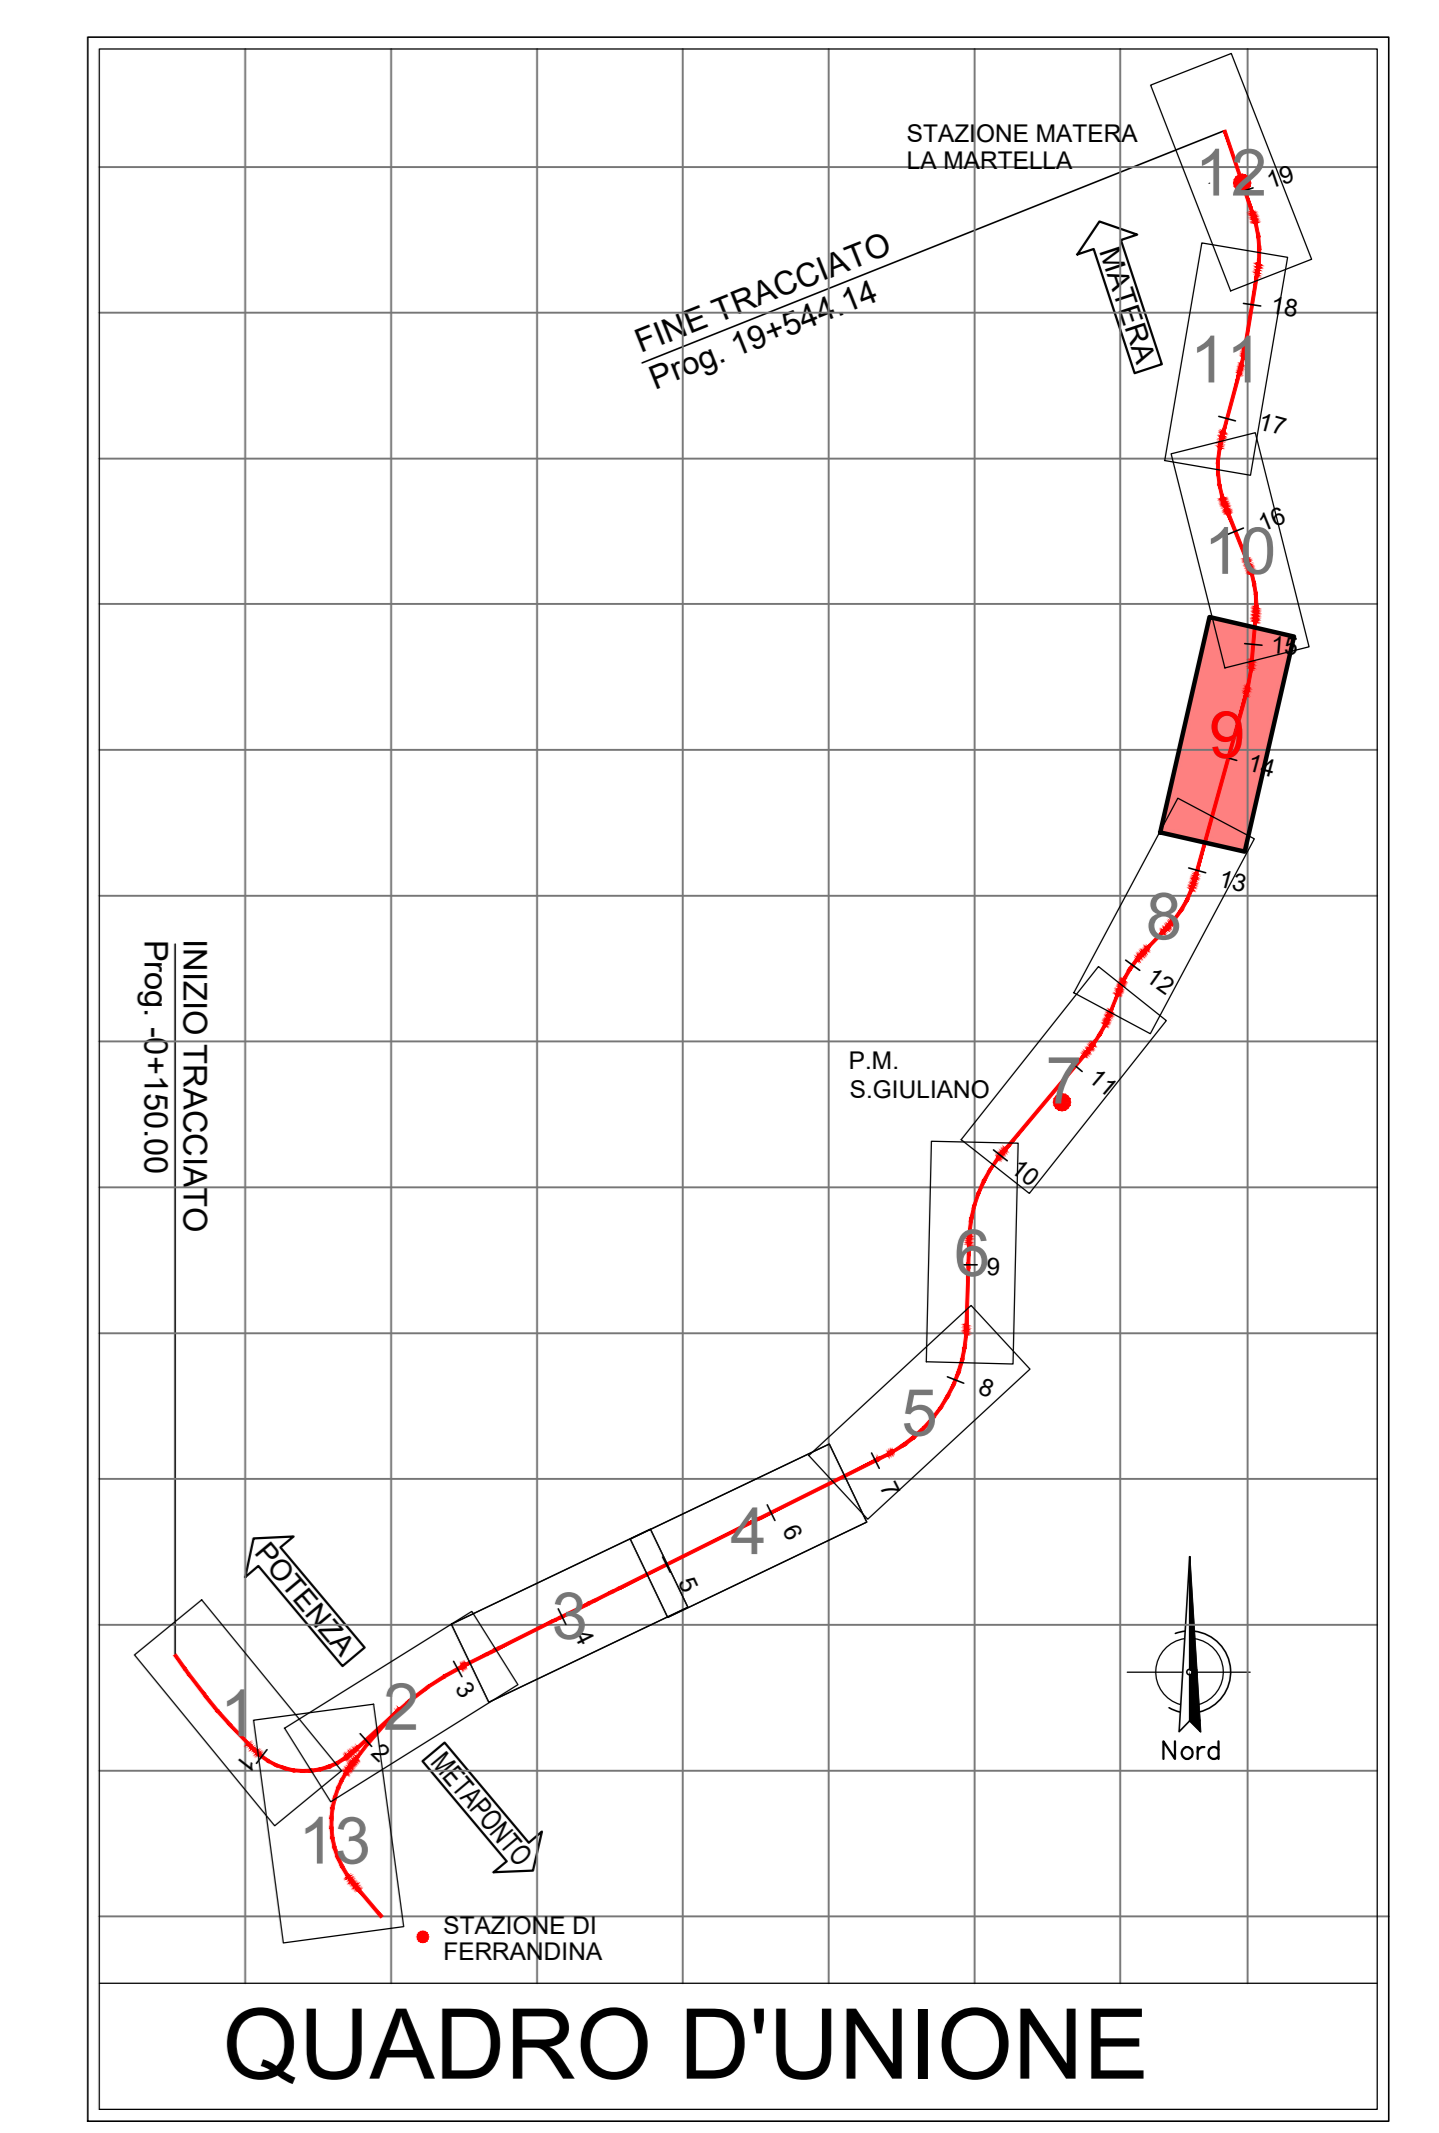 STAZIONE MATERA
LA MARTELLA
12
19
FINE TRACCIATO
Prog. 19+544.14
MATERA
18
11
17
16
10
15
9
14
13
8
12
INIZIO TRACCIATO
Prog. -0+150.00
P.M.
S.GIULIANO
7
11
10
6
9
8
5
7
4
6
5
3
4
POTENZA
3
2
1
2
1
METAPONTO
13
Nord
STAZIONE DI
FERRANDINA
QUADRO D'UNIONE